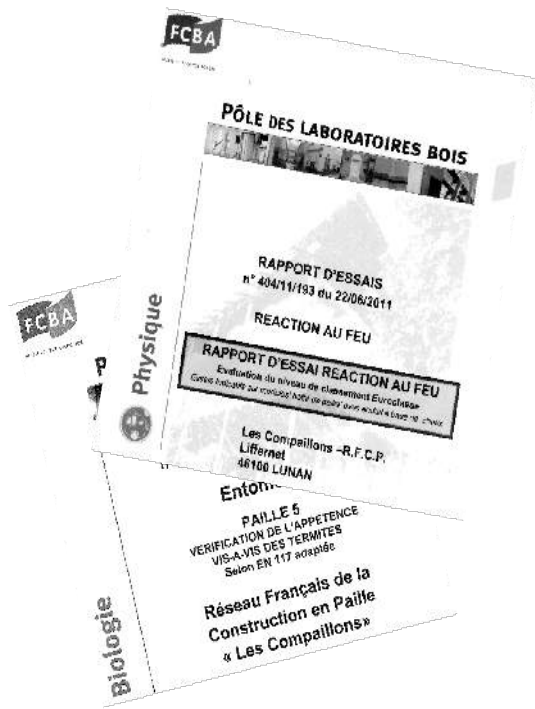 FCBA
PÔLE DES LABORATOIRES BOIS
RAPPORT D'ESSAIS
n° 404/11/193 du 22/06/2011
REACTION AU FEU
RAPPORT D'ESSAI REACTION AU FEU
Evaluation du niveau de classement Euroclasse
Les Compaillons –R.F.C.P.
Liffernet
46100 LUNAN
Physique
FCBA
P
Entom
PAILLE 5
VERIFICATION DE L'APPETENCE
VIS-A-VIS DES TERMITES
Selon EN 117 adaptée
Réseau Français de la
Construction en Paille
« Les Compaillons»
Biologie